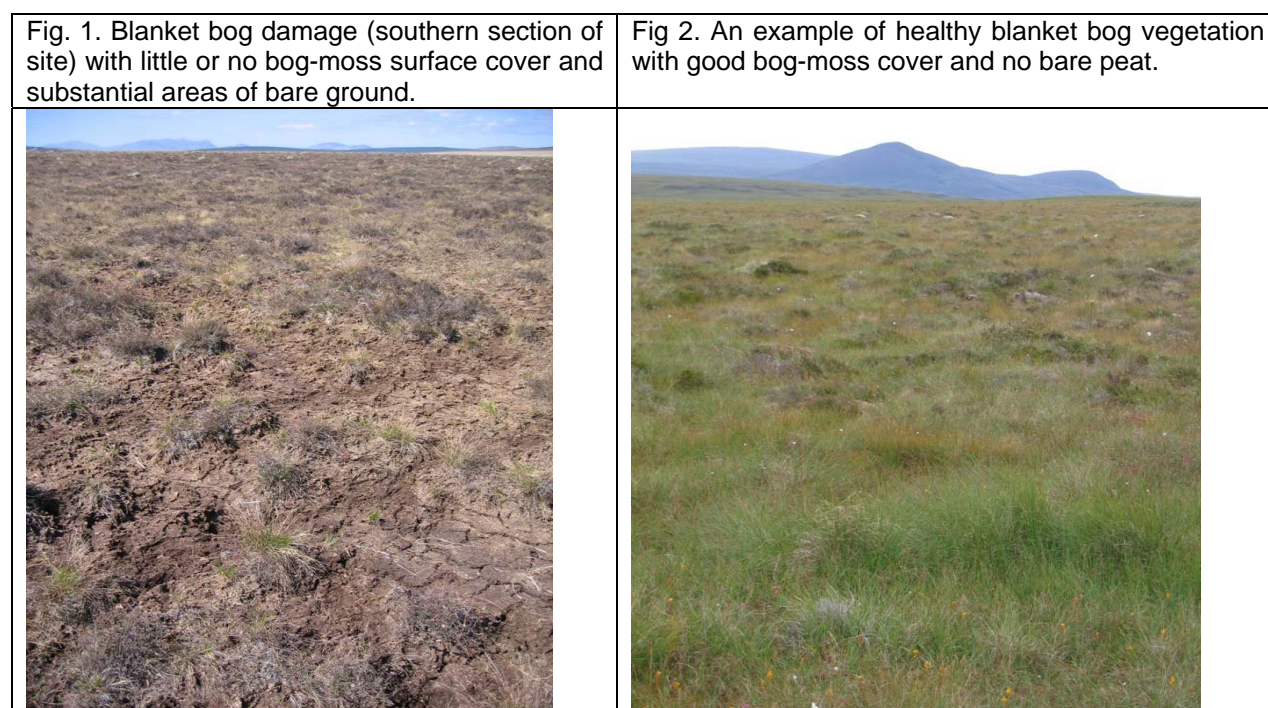 Fig. 1. Blanket bog damage (southern section of
site) with little or no bog-moss surface cover and
substantial areas of bare ground.
Fig 2. An example of healthy blanket bog vegetation
with good bog-moss cover and no bare peat.